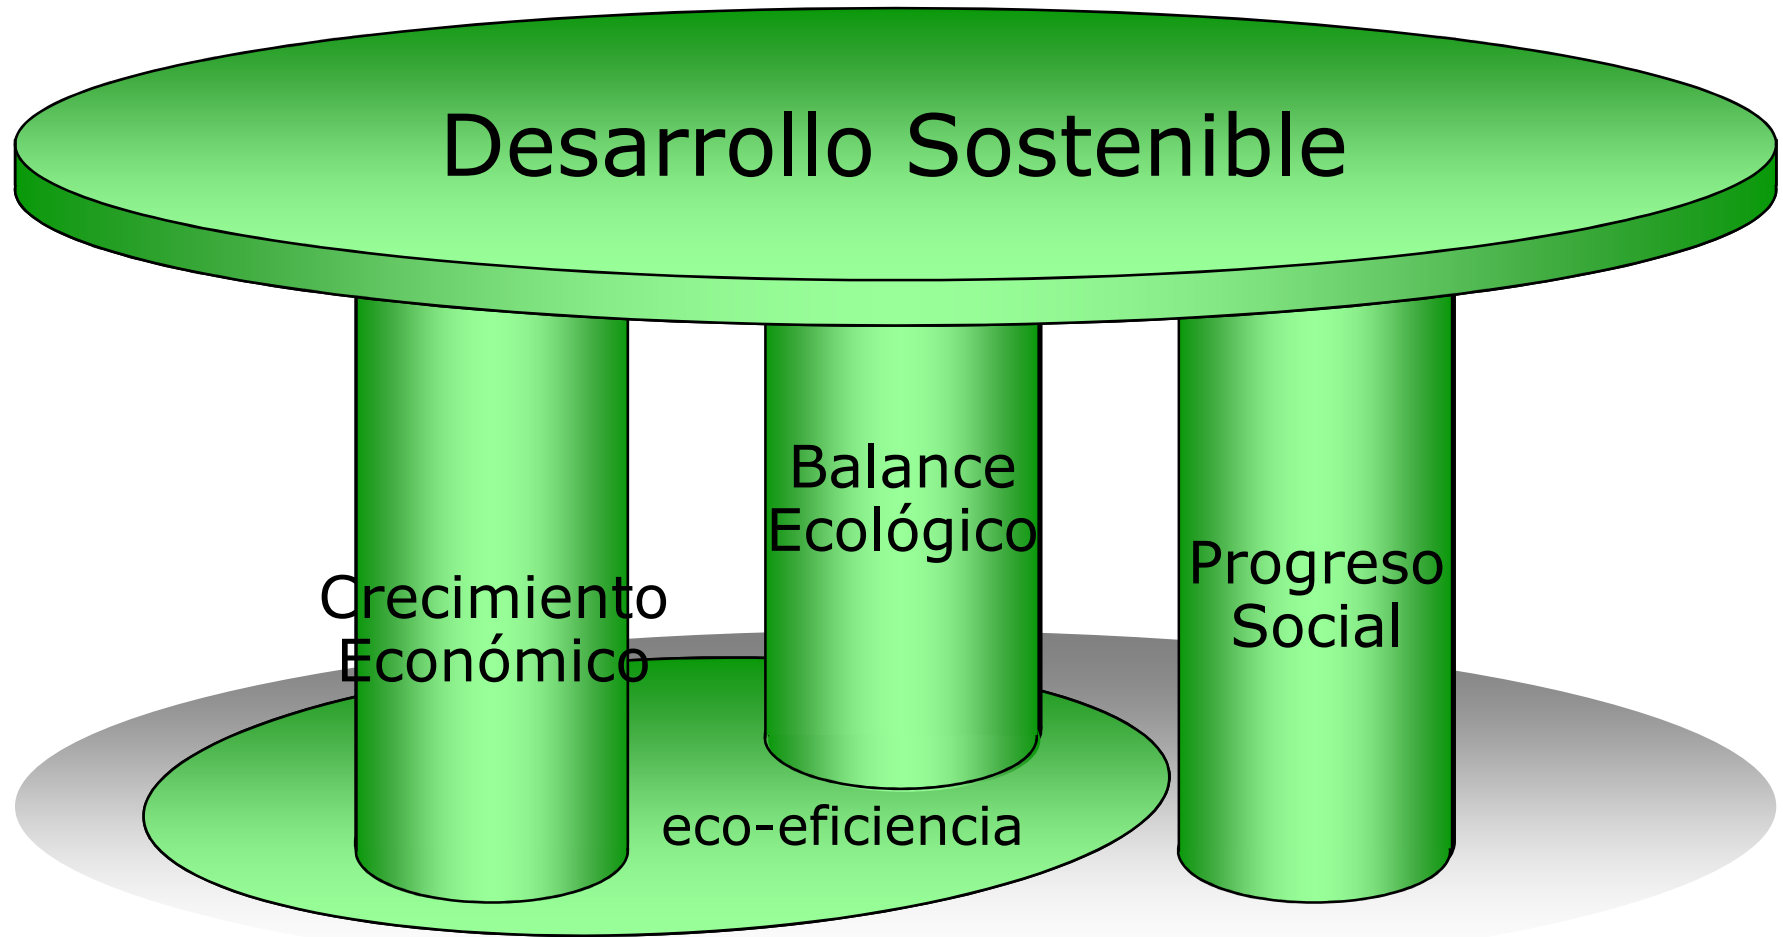 Desarrollo Sostenible
Balance
Ecológico
Progreso
Social
Crecimiento
Económico
eco-eficiencia